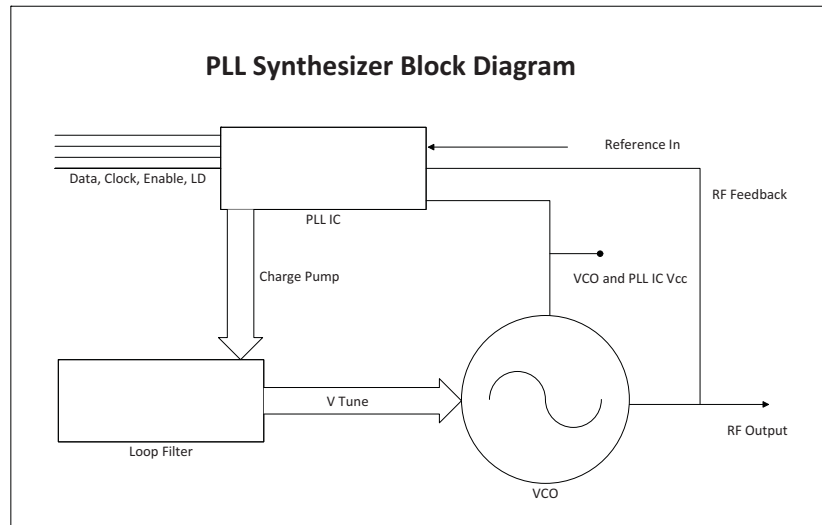 PLL Synthesizer Block Diagram
Reference In
Data, Clock, Enable, LD
RF Feedback
PLL IC
Charge Pump
VCO and PLL IC Vcc
V Tune
RF Output
Loop Filter
VCO